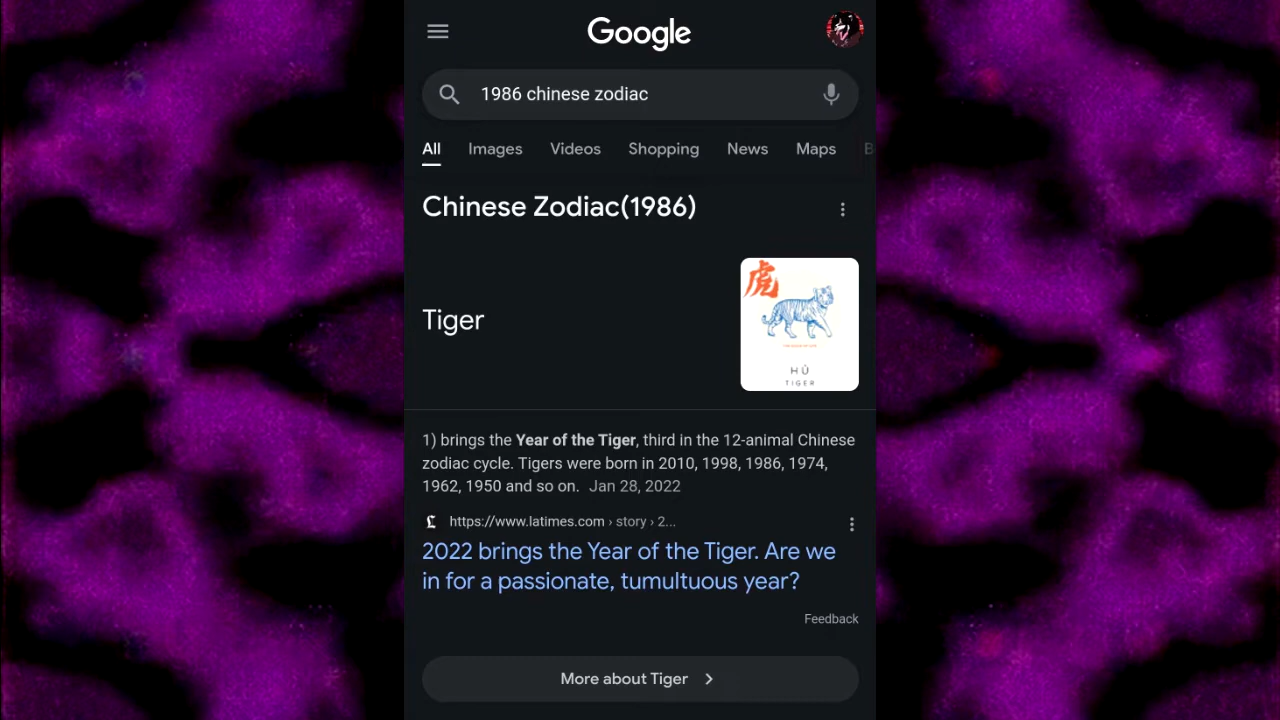 Google
1986 chinese zodiac
All Images Videos Shopping News Maps B
Chinese Zodiac(1986)
Tiger
虎
HÚ
TIGER
1) brings the Year of the Tiger, third in the 12-animal Chinese
zodiac cycle. Tigers were born in 2010, 1998, 1986, 1974,
1962, 1950 and so on. Jan 28, 2022
https://www.latimes.com › story › 2...
2022 brings the Year of the Tiger. Are we
in for a passionate, tumultuous year?
Feedback
More about Tiger